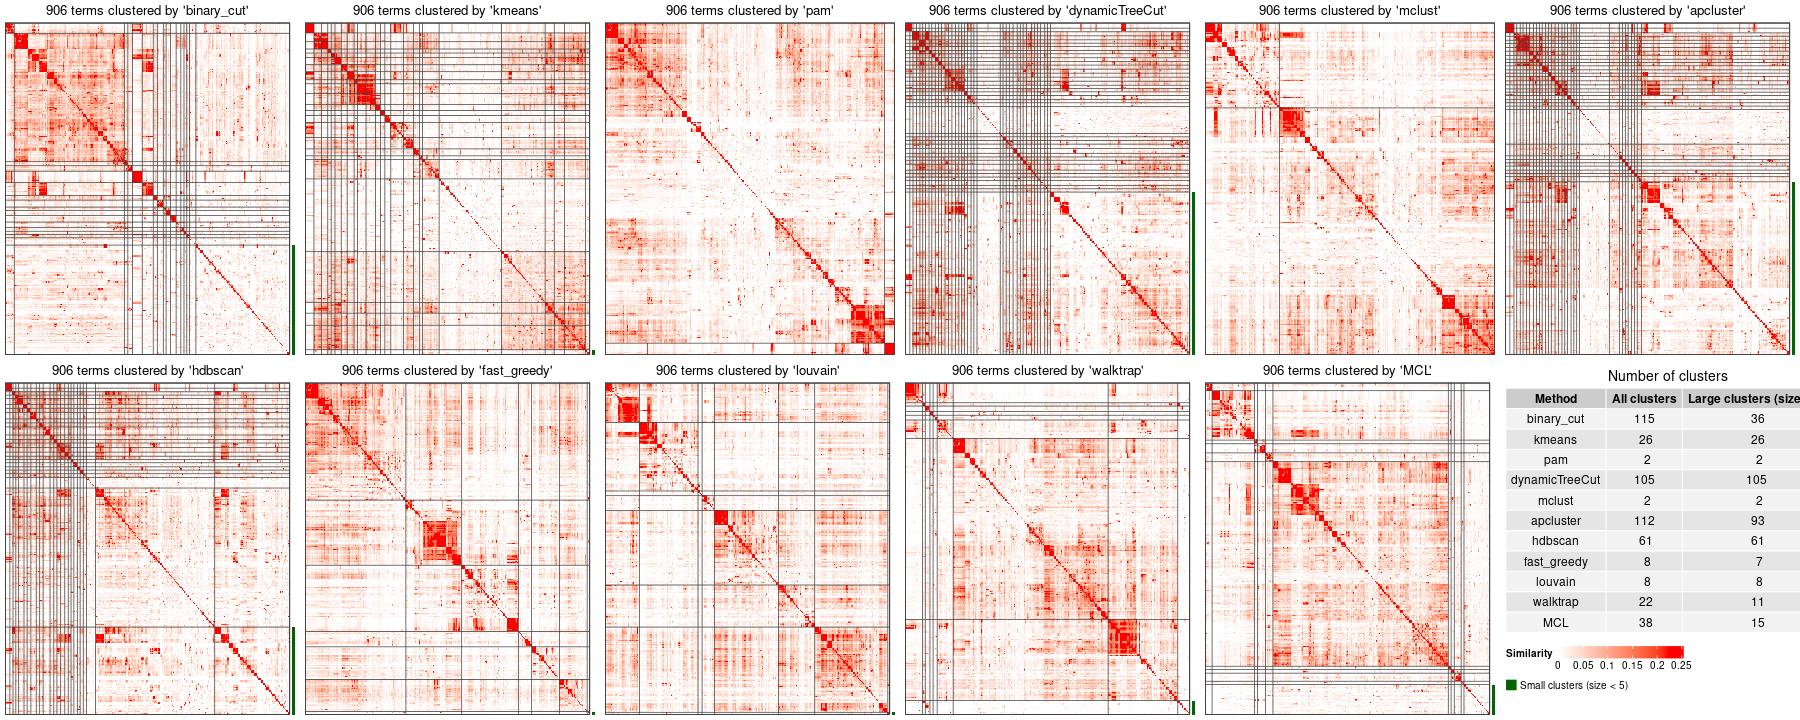 906 terms clustered by 'binary_cut'
906 terms clustered by 'kmeans'
906 terms clustered by 'pam'
906 terms clustered by 'dynamicTreeCut'
906 terms clustered by 'mclust'
906 terms clustered by 'apcluster'
906 terms clustered by 'hdbscan'
906 terms clustered by 'fast_greedy'
906 terms clustered by 'louvain'
906 terms clustered by 'walktrap'
906 terms clustered by 'MCL'
Number of clusters
Method All clusters Large clusters (size
binary_cut 115 36
kmeans 26 26
pam 2 2
dynamicTreeCut 105 105
mclust 2 2
apcluster 112 93
hdbscan 61 61
fast_greedy 8 7
louvain 8 8
walktrap 22 11
MCL 38 15
Similarity
0 0.05 0.1 0.15 0.2 0.25
Small clusters (size < 5)